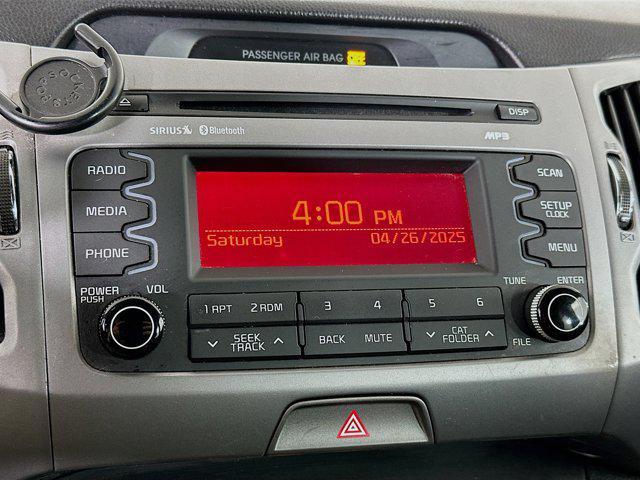 PASSENGER AIR BAG OFF
POPSOCKETS
DISP
SIRIUS Bluetooth
MP3
RADIO
SCAN
4:00 PM
MEDIA
SETUP
CLOCK
Saturday 04/26/2025
PHONE
MENU
POWER
PUSH
VOL
TUNE
ENTER
1 RPT 2 RDM 3 4 5 6
SEEK
TRACK
BACK MUTE
CAT
FOLDER
FILE